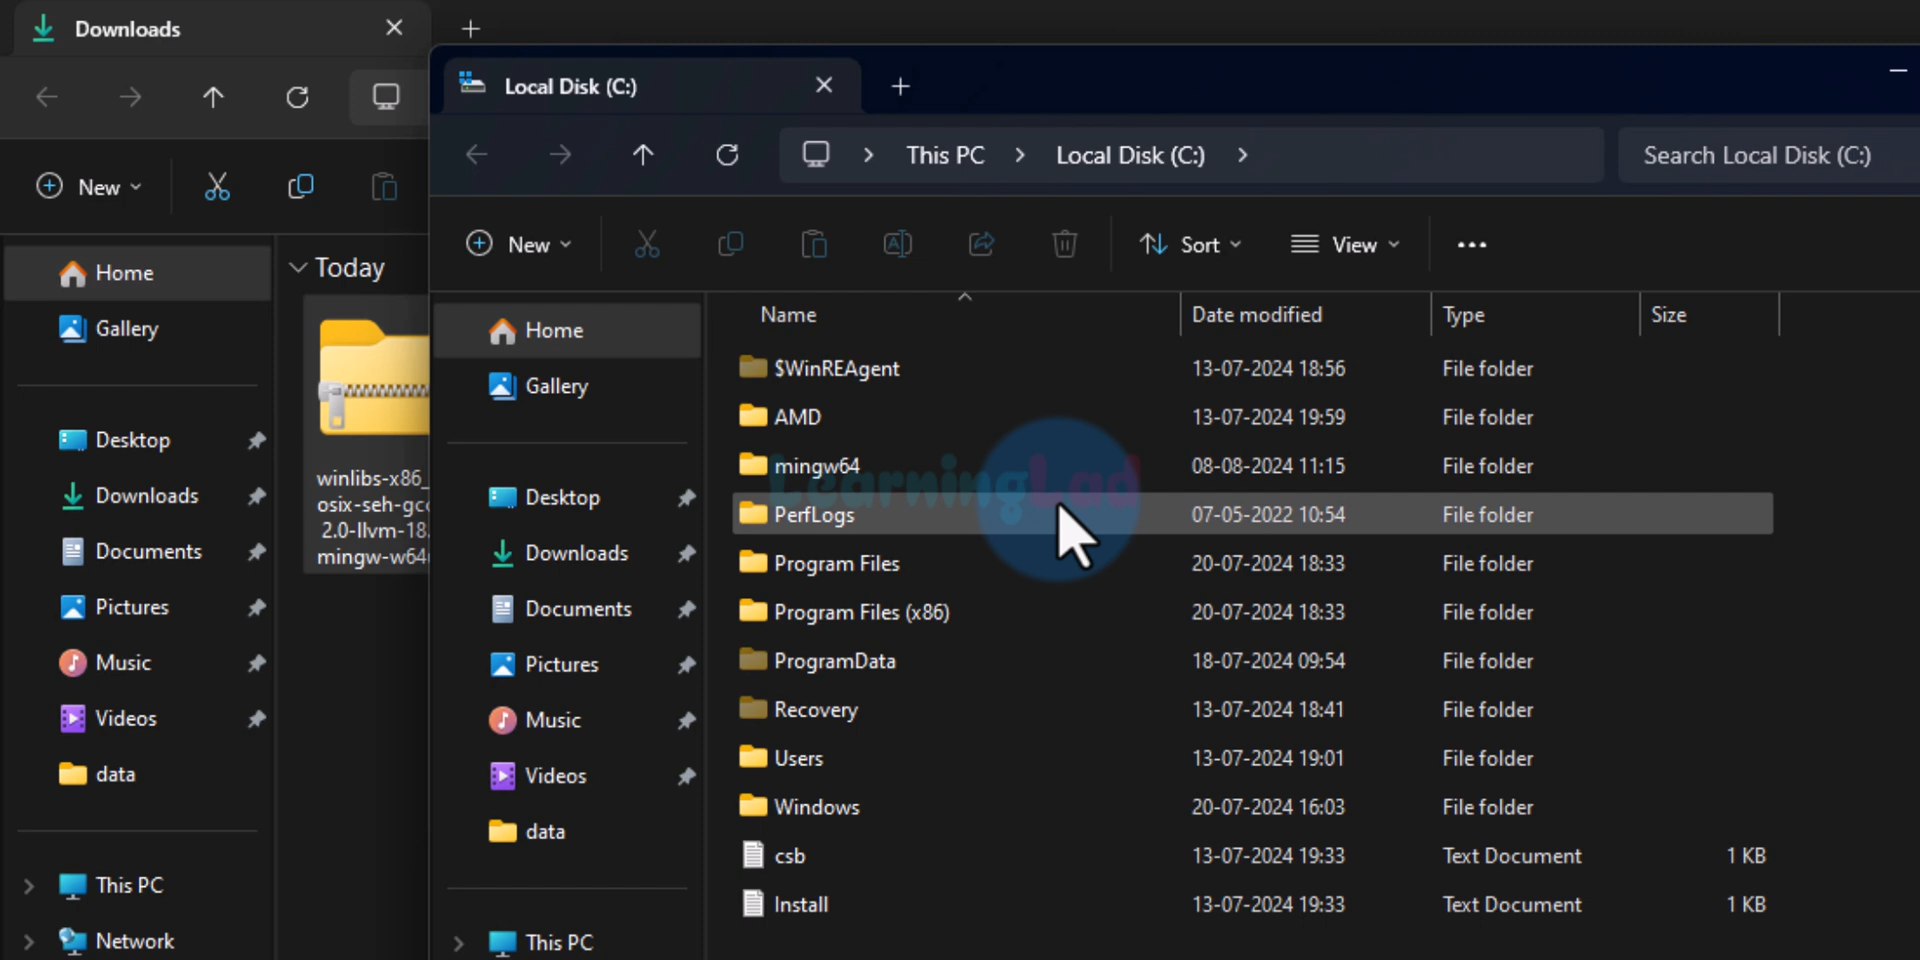 Downloads
Local Disk (C:)
This PC
Local Disk (C:)
Search Local Disk (C:)
New
New
Sort
View
Home
Gallery
Desktop
Downloads
Documents
Pictures
Music
Videos
data
This PC
Network
Today
winlibs-x86_
osix-seh-gcc
2.0-llvm-18.
mingw-w64
Home
Gallery
Desktop
Downloads
Documents
Pictures
Music
Videos
data
This PC
Name Date modified Type Size
$WinREAgent 13-07-2024 18:56 File folder
AMD 13-07-2024 19:59 File folder
mingw64 08-08-2024 11:15 File folder
LearningLad
PerfLogs 07-05-2022 10:54 File folder
Program Files 20-07-2024 18:33 File folder
Program Files (x86) 20-07-2024 18:33 File folder
ProgramData 18-07-2024 09:54 File folder
Recovery 13-07-2024 18:41 File folder
Users 13-07-2024 19:01 File folder
Windows 20-07-2024 16:03 File folder
csb 13-07-2024 19:33 Text Document 1 KB
Install 13-07-2024 19:33 Text Document 1 KB